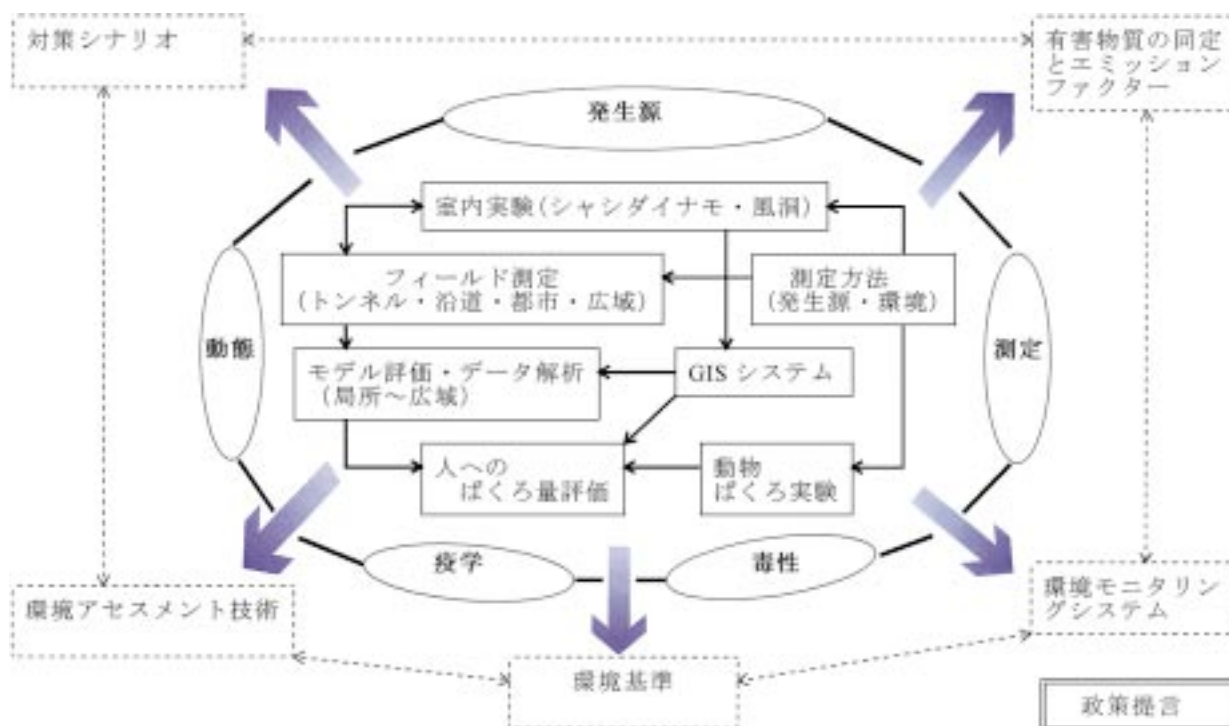 対策シナリオ
有害物質の同定
とエミッション
ファクター
発生源
室内実験(シャシダイナモ・風洞)
フィールド測定
(トンネル・沿道・都市・広域)
測定方法
(発生源・環境)
動態
測定
モデル評価・データ解析
(局所～広域)
GIS システム
人への
ばくろ量評価
動物
ばくろ実験
疫学
毒性
環境アセスメント技術
環境モニタリン
グシステム
環境基準
政策提言